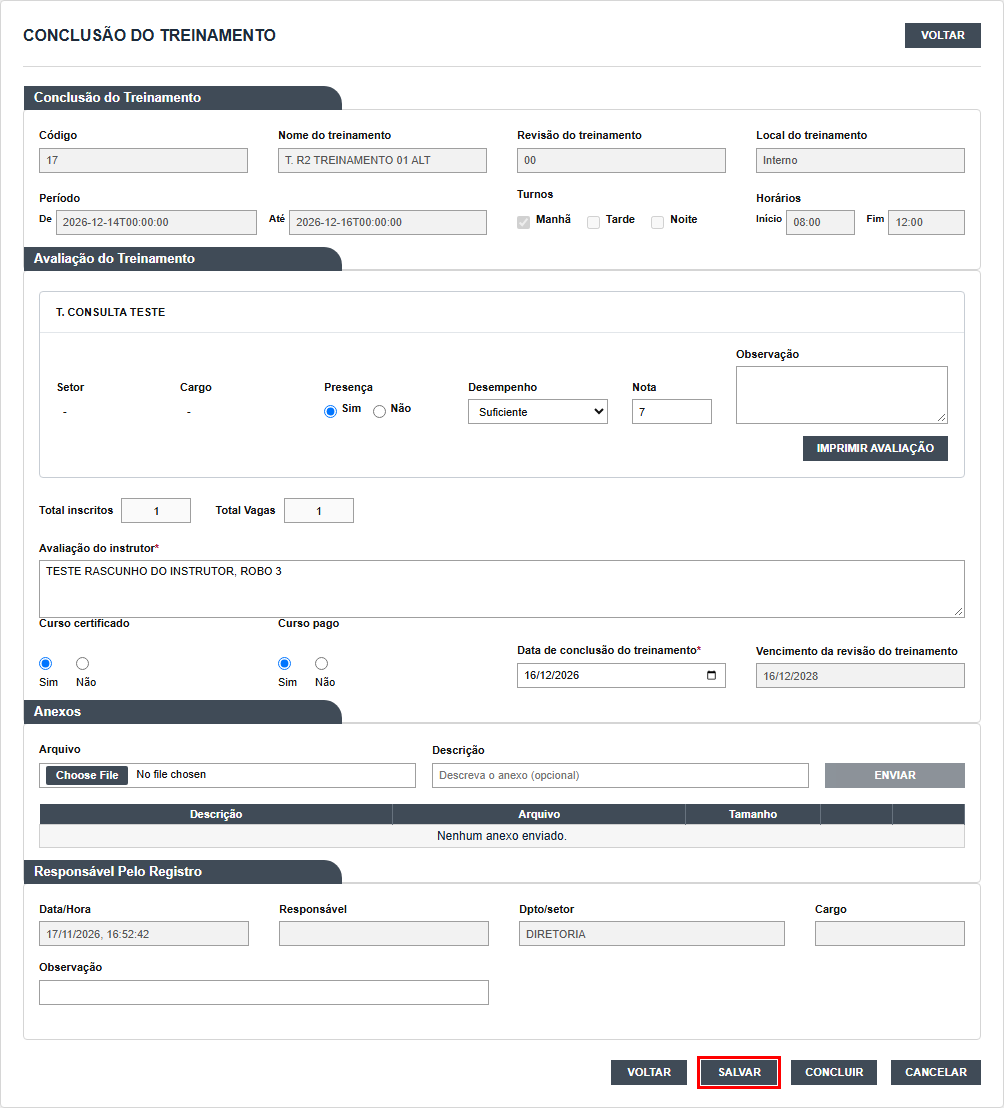 CONCLUSÃO DO TREINAMENTO
VOLTAR
Conclusão do Treinamento
Código
Nome do treinamento
Revisão do treinamento
Local do treinamento
17
T. R2 TREINAMENTO 01 ALT
00
Interno
Período
Turnos
Horários
De
2026-12-14T00:00:00
Até
2026-12-16T00:00:00
Manhã
Tarde
Noite
Início
08:00
Fim
12:00
Avaliação do Treinamento
T. CONSULTA TESTE
Observação
Setor
Cargo
Presença
Desempenho
Nota
-
-
Sim
Não
Suficiente
7
IMPRIMIR AVALIAÇÃO
Total inscritos
1
Total Vagas
1
Avaliação do instrutor*
TESTE RASCUNHO DO INSTRUTOR, ROBO 3
Curso certificado
Curso pago
Data de conclusão do treinamento*
Vencimento da revisão do treinamento
Sim
Não
Sim
Não
16/12/2026
16/12/2028
Anexos
Arquivo
Descrição
Choose File
No file chosen
Descreva o anexo (opcional)
ENVIAR
Descrição
Arquivo
Tamanho
Nenhum anexo enviado.
Responsável Pelo Registro
Data/Hora
Responsável
Dpto/setor
Cargo
17/11/2026, 16:52:42
DIRETORIA
Observação
VOLTAR
SALVAR
CONCLUIR
CANCELAR